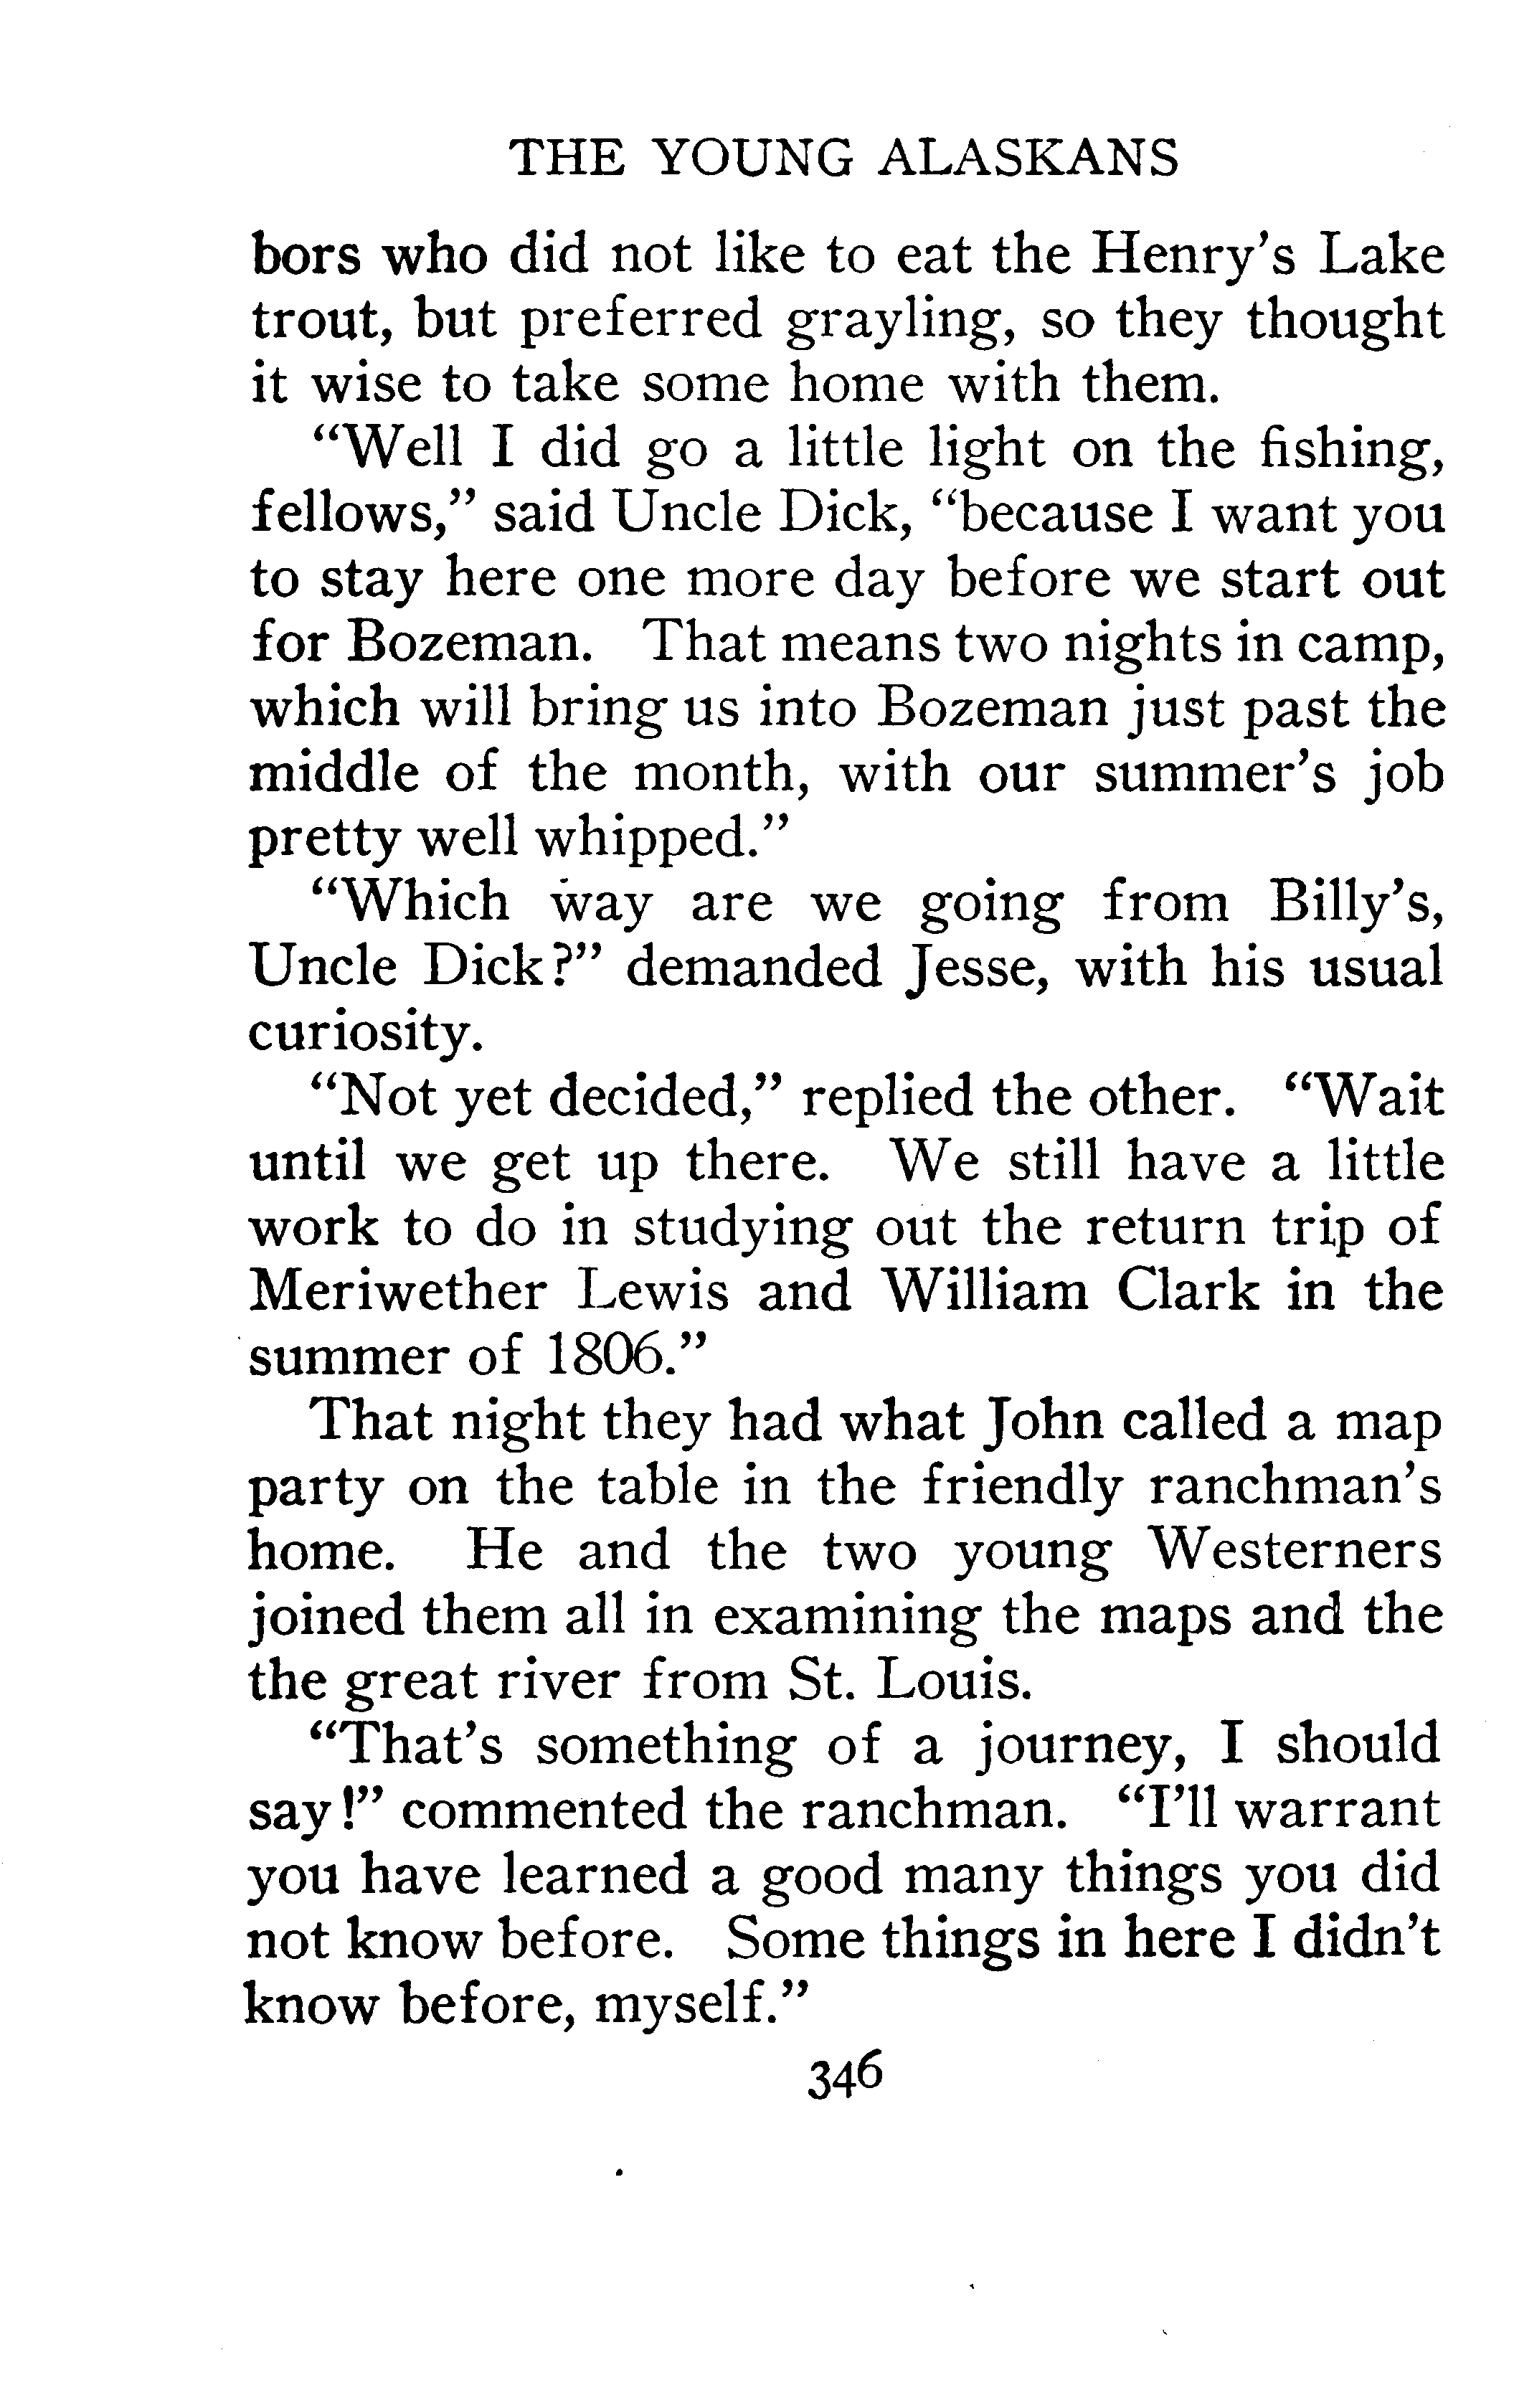 THE YOUNG ALASKANS
bors who did not like to eat the Henry's Lake
trout, but preferred grayling, so they thought
it wise to take some home with them.
“Well I did go a little light on the fishing,
fellows,” said Uncle Dick, “because I want you
to stay here one more day before we start out
for Bozeman. That means two nights in camp,
which will bring us into Bozeman just past the
middle of the month, with our summer's job
pretty well whipped.”
“Which way are we going from Billy's,
Uncle Dick?” demanded Jesse, with his usual
curiosity.
“Not yet decided,” replied the other. “Wait
until we get up there. We still have a little
work to do in studying out the return trip of
Meriwether Lewis and William Clark in the
summer of 1806.”
That night they had what John called a map
party on the table in the friendly ranchman's
home. He and the two young Westerners
joined them all in examining the maps and the
the great river from St. Louis.
“That's something of a journey, I should
say!” commented the ranchman. “I'll warrant
you have learned a good many things you did
not know before. Some things in here I didn't
know before, myself.”
346